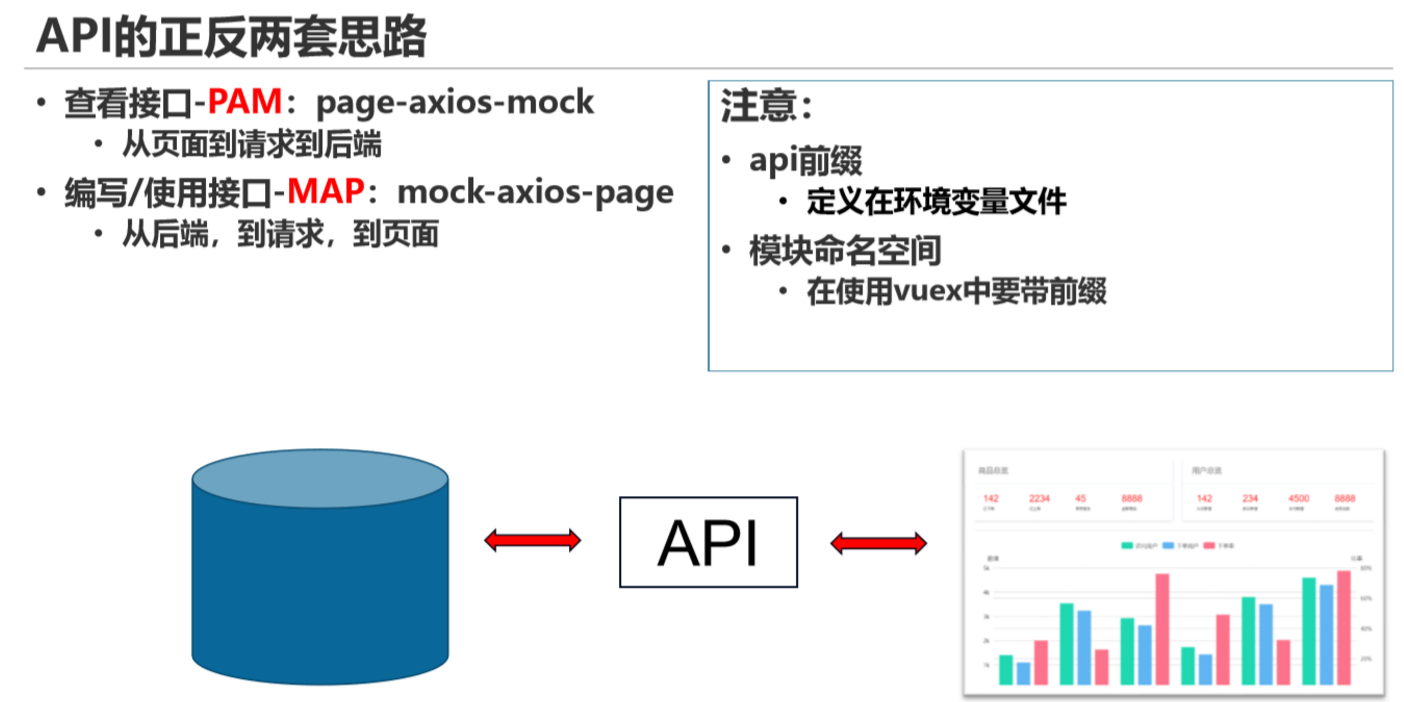 API的正反两套思路
• 查看接口-PAM：page-axios-mock
• 从页面到请求到后端
• 编写/使用接口-MAP：mock-axios-page
• 从后端，到请求，到页面
注意：
• api前缀
• 定义在环境变量文件
• 模块命名空间
• 在使用vuex中要带前缀
API
商品总览
142 2234 45 8888
用户总览
142 234 4500 8888
5k
4k
3k
2k
1k
80%
60%
40%
20%